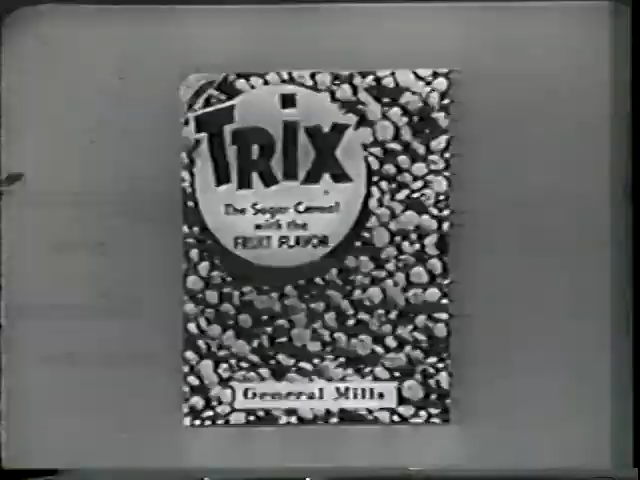 TRiX
The Sugar Cereal
with the
FRUIT FLAVOR
General Mills